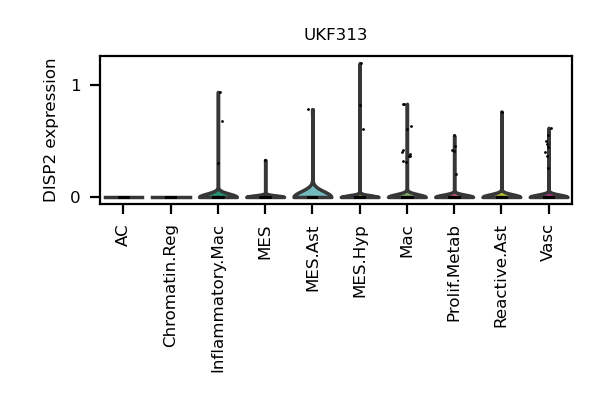 UKF313
DISP2 expression
1
0
AC
Chromatin.Reg
Inflammatory.Mac
MES
MES.Ast
MES.Hyp
Mac
Prolif.Metab
Reactive.Ast
Vasc